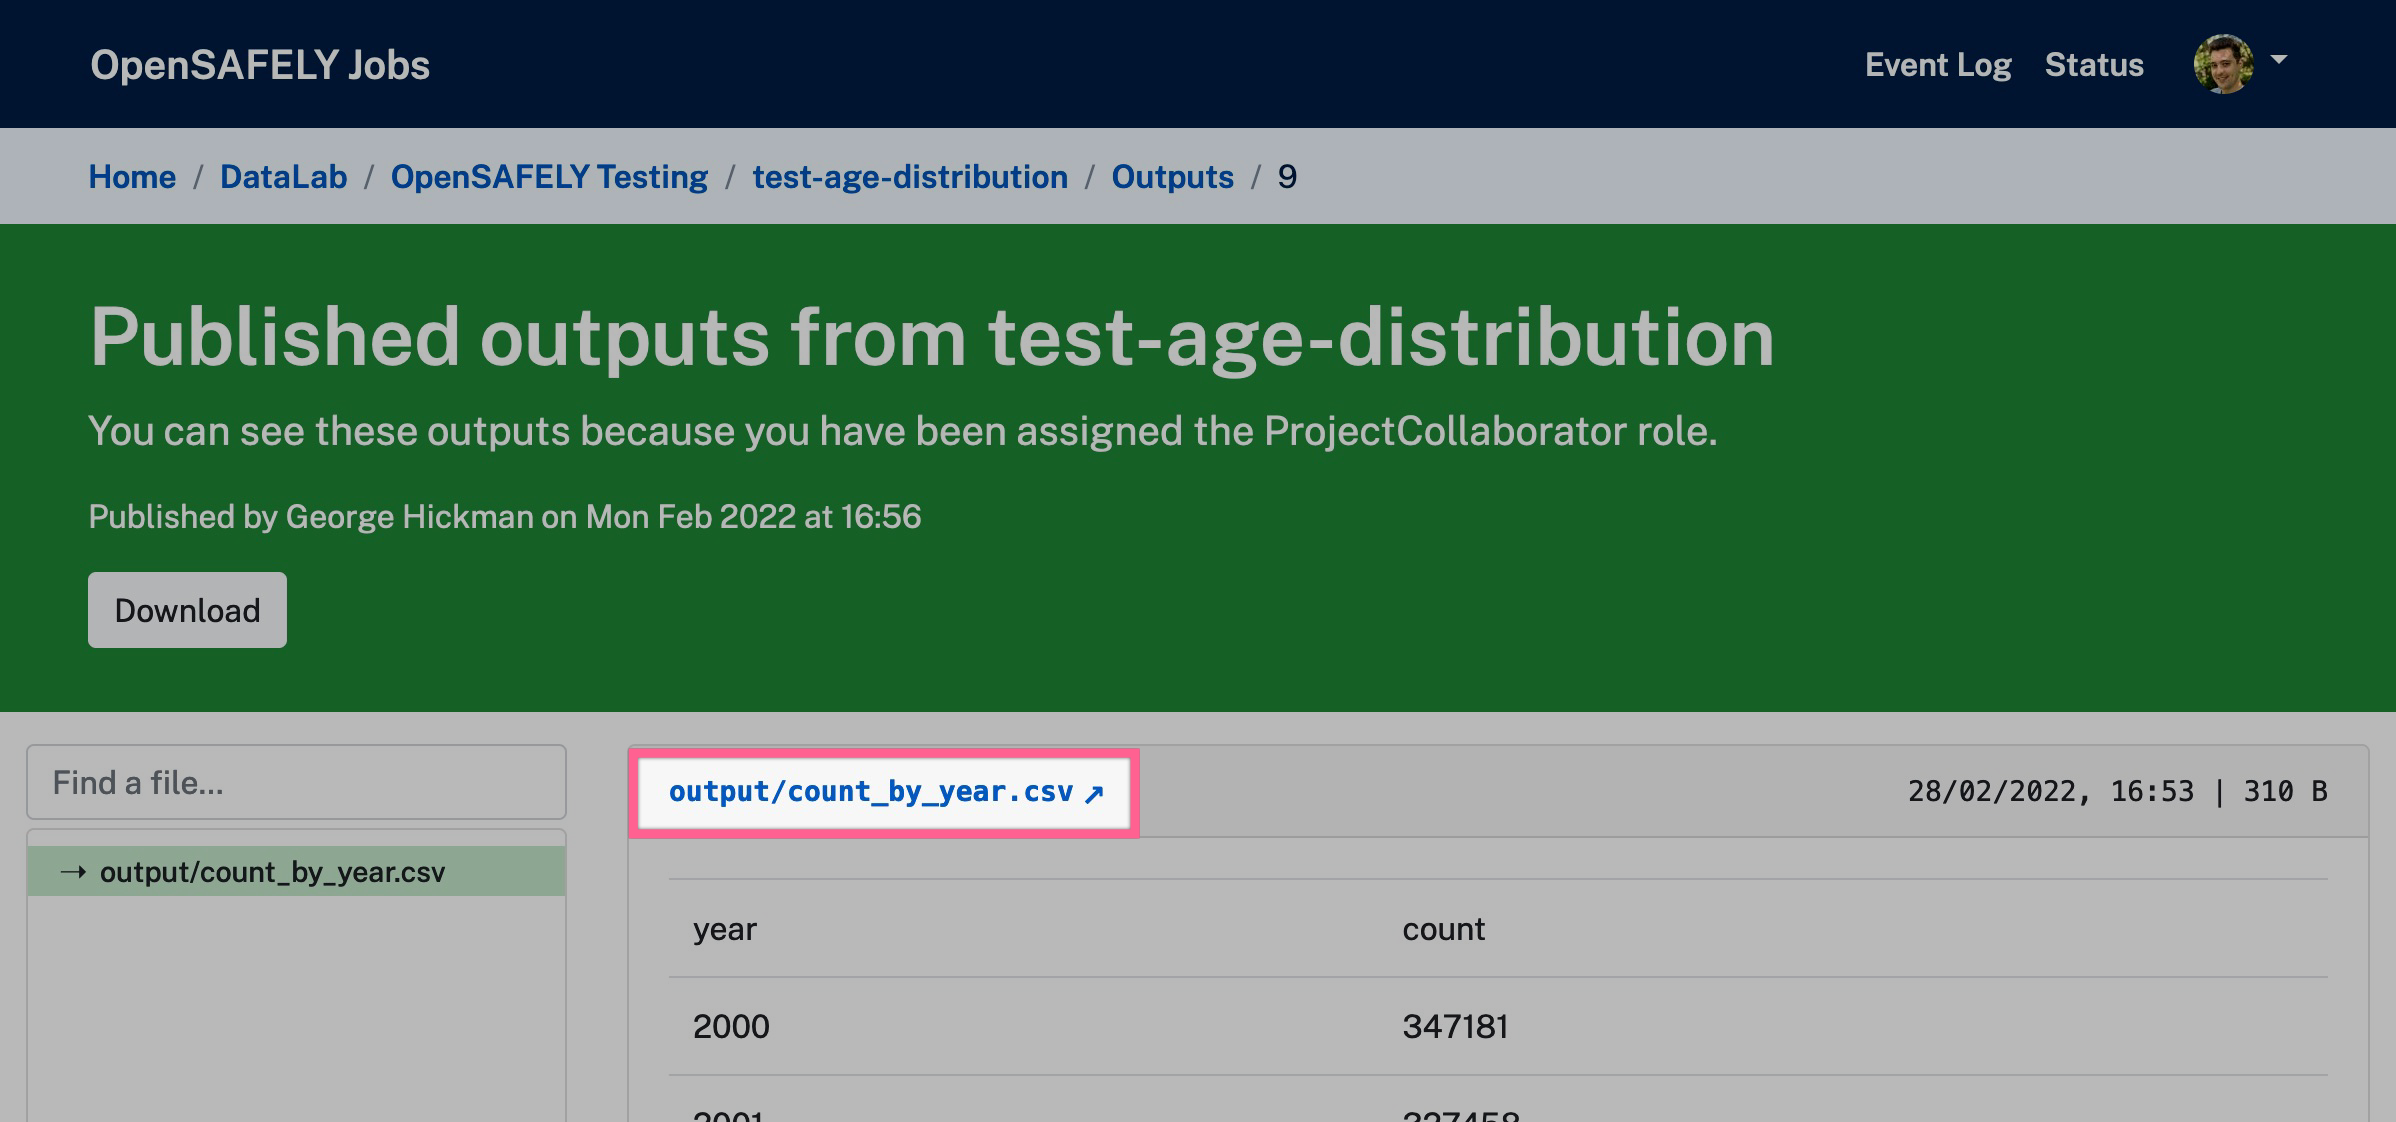 OpenSAFELY Jobs
Event Log Status
Home / DataLab / OpenSAFELY Testing / test-age-distribution / Outputs / 9
Published outputs from test-age-distribution
You can see these outputs because you have been assigned the ProjectCollaborator role.
Published by George Hickman on Mon Feb 2022 at 16:56
Download
Find a file...
→ output/count_by_year.csv
output/count_by_year.csv ↗
28/02/2022, 16:53 | 310 B
year count
2000 347181
2001 327458